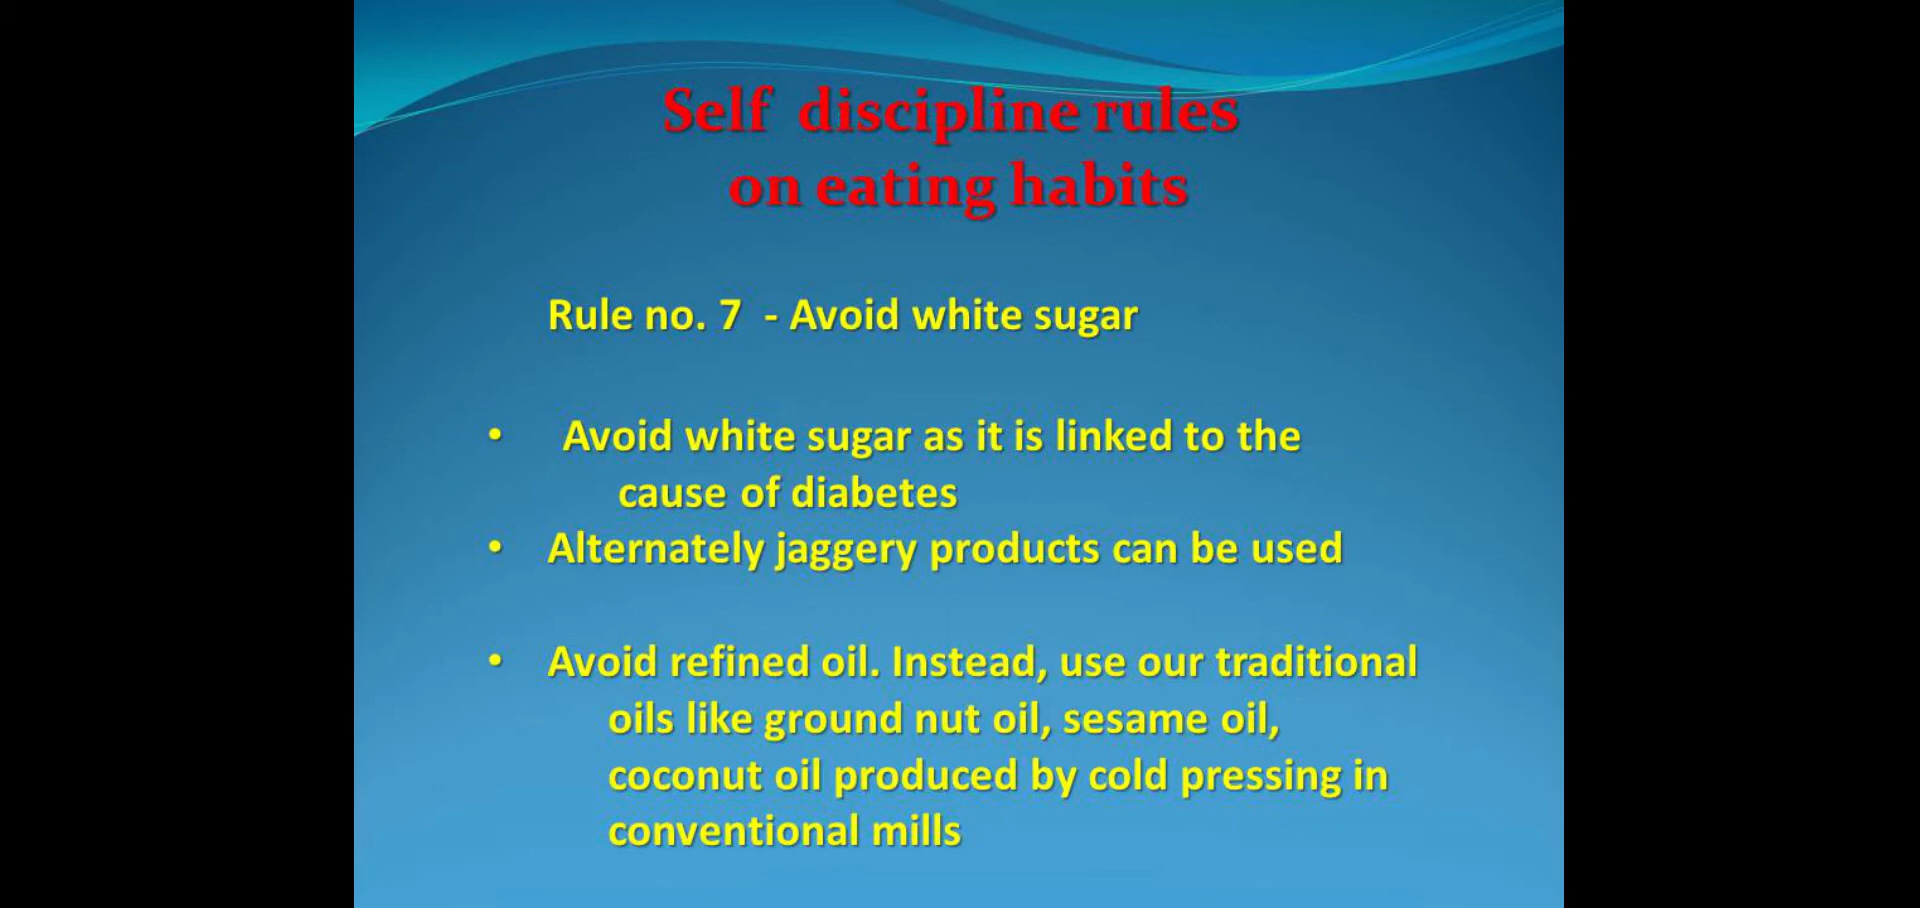 Self discipline rules
on eating habits
Rule no. 7 - Avoid white sugar
• Avoid white sugar as it is linked to the
cause of diabetes
• Alternately jaggery products can be used
• Avoid refined oil. Instead, use our traditional
oils like ground nut oil, sesame oil,
coconut oil produced by cold pressing in
conventional mills